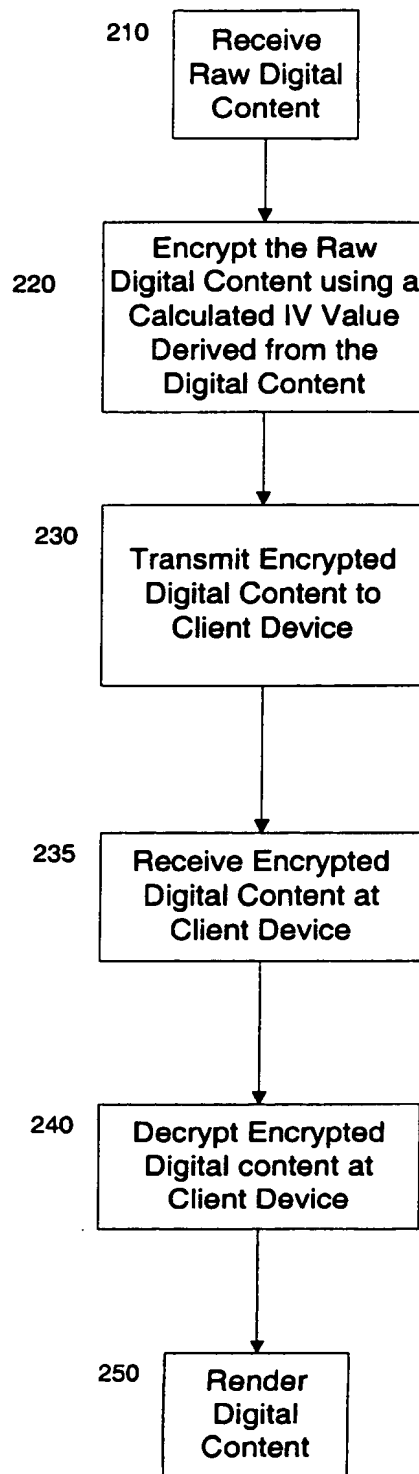 210
Receive
Raw Digital
Content
220
Encrypt the Raw
Digital Content using a
Calculated IV Value
Derived from the
Digital Content
230
Transmit Encrypted
Digital Content to
Client Device
235
Receive Encrypted
Digital Content at
Client Device
240
Decrypt Encrypted
Digital content at
Client Device
250
Render
Digital
Content